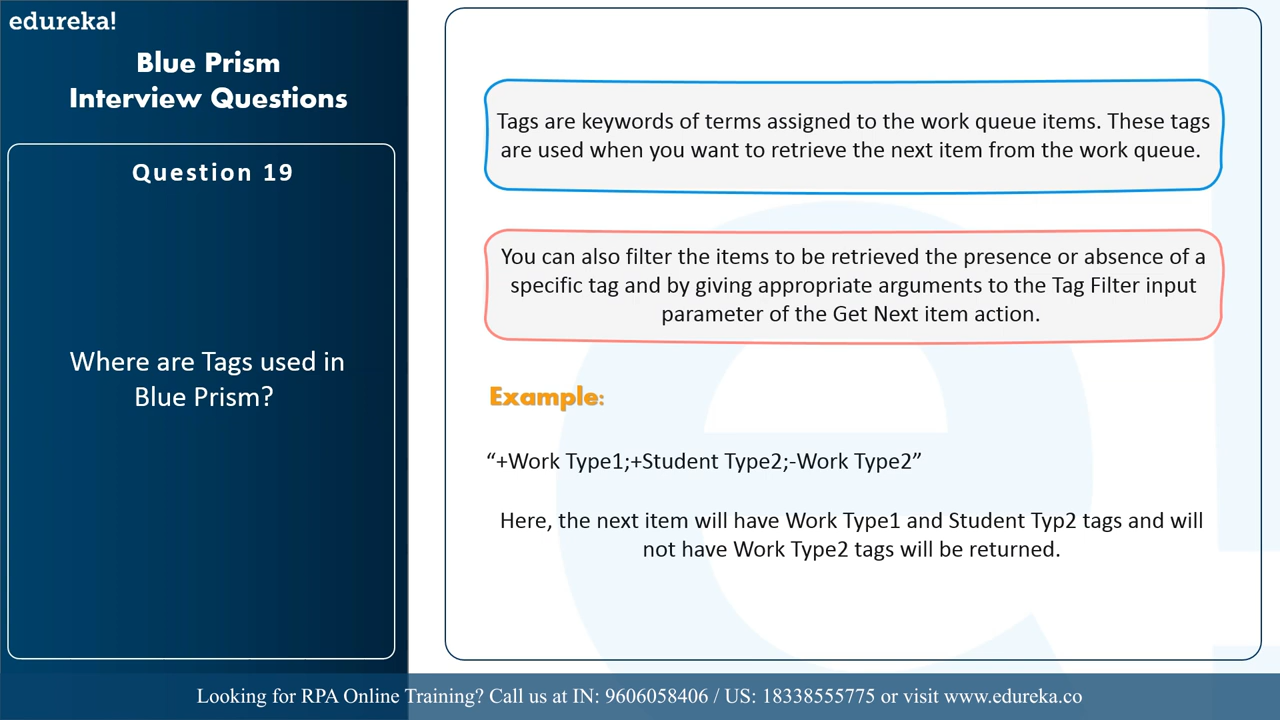 edureka!
Blue Prism
Interview Questions
Question 19
Where are Tags used in
Blue Prism?
Tags are keywords of terms assigned to the work queue items. These tags
are used when you want to retrieve the next item from the work queue.
You can also filter the items to be retrieved the presence or absence of a
specific tag and by giving appropriate arguments to the Tag Filter input
parameter of the Get Next item action.
Example:
“+Work Type1;+Student Type2;-Work Type2”
Here, the next item will have Work Type1 and Student Typ2 tags and will
not have Work Type2 tags will be returned.
Looking for RPA Online Training? Call us at IN: 9606058406 / US: 18338555775 or visit www.edureka.co